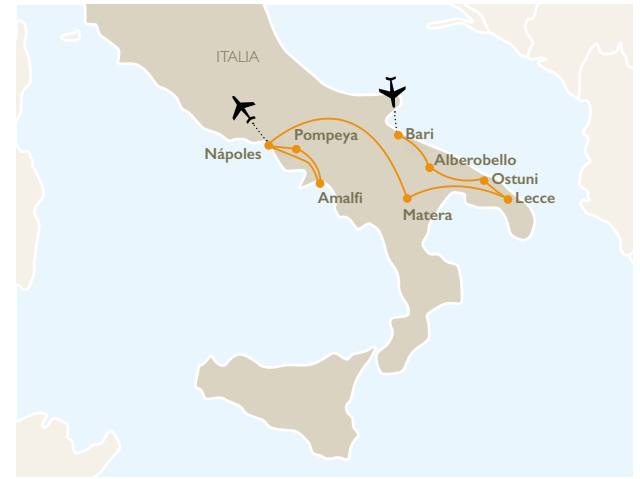 ITALIA
Pompeya
Bari
Nápoles
Alberobello
Ostuni
Amalfi
Lecce
Matera